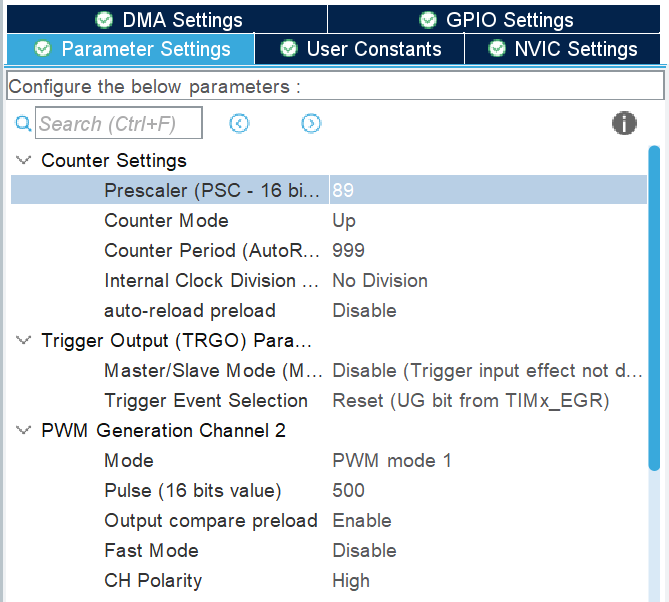 DMA Settings GPIO Settings
Parameter Settings User Constants NVIC Settings
Configure the below parameters :
Search (Ctrl+F)
Counter Settings
Prescaler (PSC - 16 bi... 89
Counter Mode Up
Counter Period (AutoR... 999
Internal Clock Division ... No Division
auto-reload preload Disable
Trigger Output (TRGO) Para...
Master/Slave Mode (M... Disable (Trigger input effect not d...
Trigger Event Selection Reset (UG bit from TIMx_EGR)
PWM Generation Channel 2
Mode PWM mode 1
Pulse (16 bits value) 500
Output compare preload Enable
Fast Mode Disable
CH Polarity High